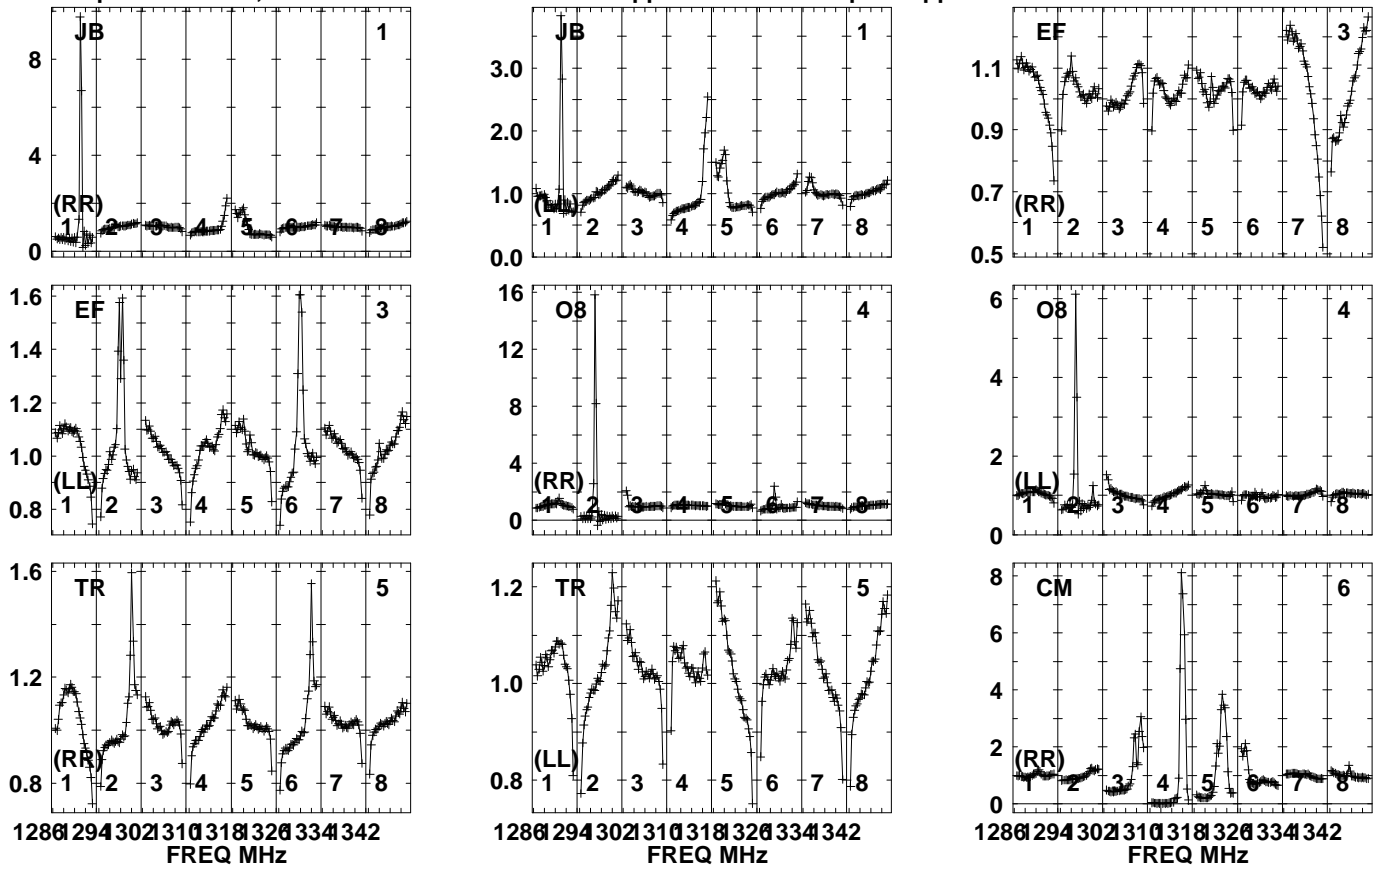 JB 1 JB 1 EF 3
8 3.0 1.1
4 2.0 0.9
(RR) 1.0 0.7
(LL) (RR)
1 2 3 4 5 6 7 8 1 2 3 4 5 6 7 8 1 2 3 4 5 6 7 8
0 0.0 0.5
1.6 EF 3 16 O8 4 6 O8 4
1.4 12
1.2 8 4
1.0 4 2
(LL) (RR) (LL)
0.8 1 2 3 4 5 6 7 8 1 2 3 4 5 6 7 8 1 2 3 4 5 6 7 8
0 0
1.6 TR 5 1.2 TR 5 8 CM 6
6
1.2 1.0 4
2
(RR) (LL) (RR)
0.8 1 2 3 4 5 6 7 8 0.8 1 2 3 4 5 6 7 8 1 2 3 4 5 6 7 8
0
1286 1294 1302 1310 1318 1326 1334 1342 1286 1294 1302 1310 1318 1326 1334 1342 1286 1294 1302 1310 1318 1326 1334 1342
FREQ MHz FREQ MHz FREQ MHz